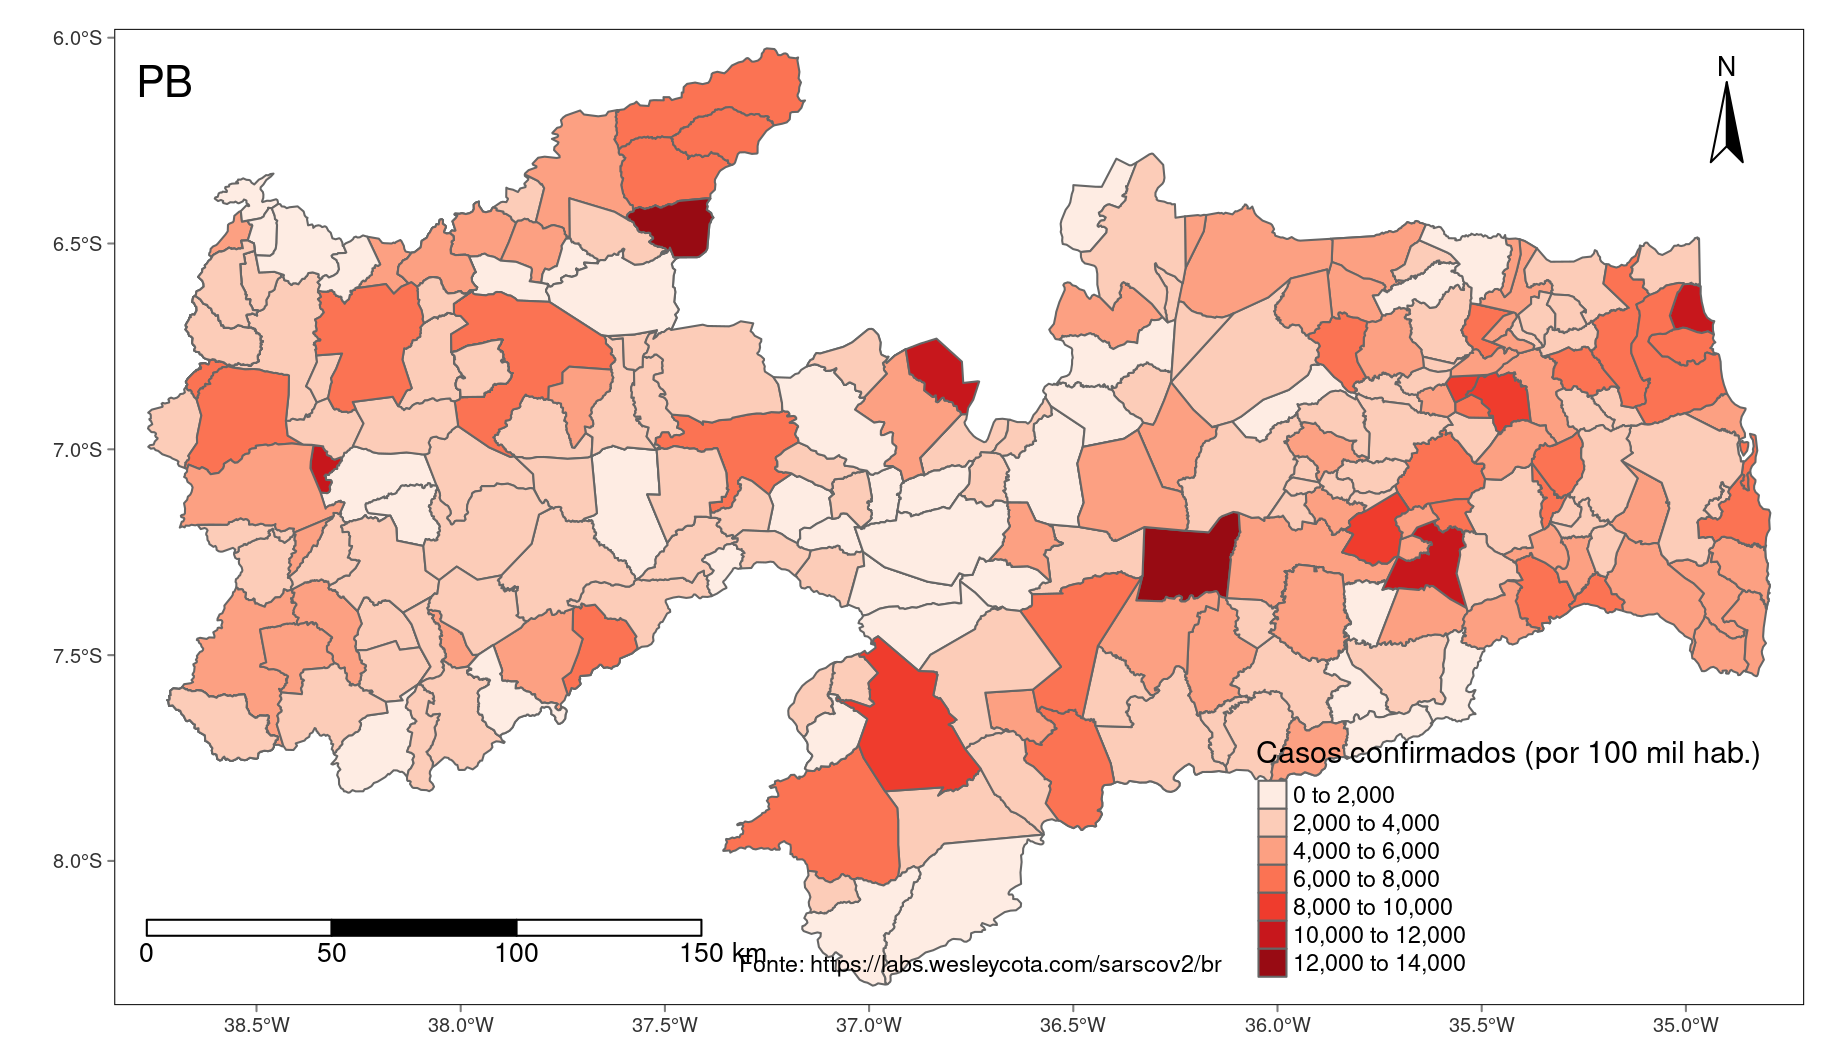 PB
N
6.0°S
6.5°S
7.0°S
7.5°S
8.0°S
Casos confirmados (por 100 mil hab.)
0 to 2,000
2,000 to 4,000
4,000 to 6,000
6,000 to 8,000
8,000 to 10,000
10,000 to 12,000
12,000 to 14,000
0 50 100 150 km
Fonte: https://labs.wesleycota.com/sarscov2/br
38.5°W 38.0°W 37.5°W 37.0°W 36.5°W 36.0°W 35.5°W 35.0°W